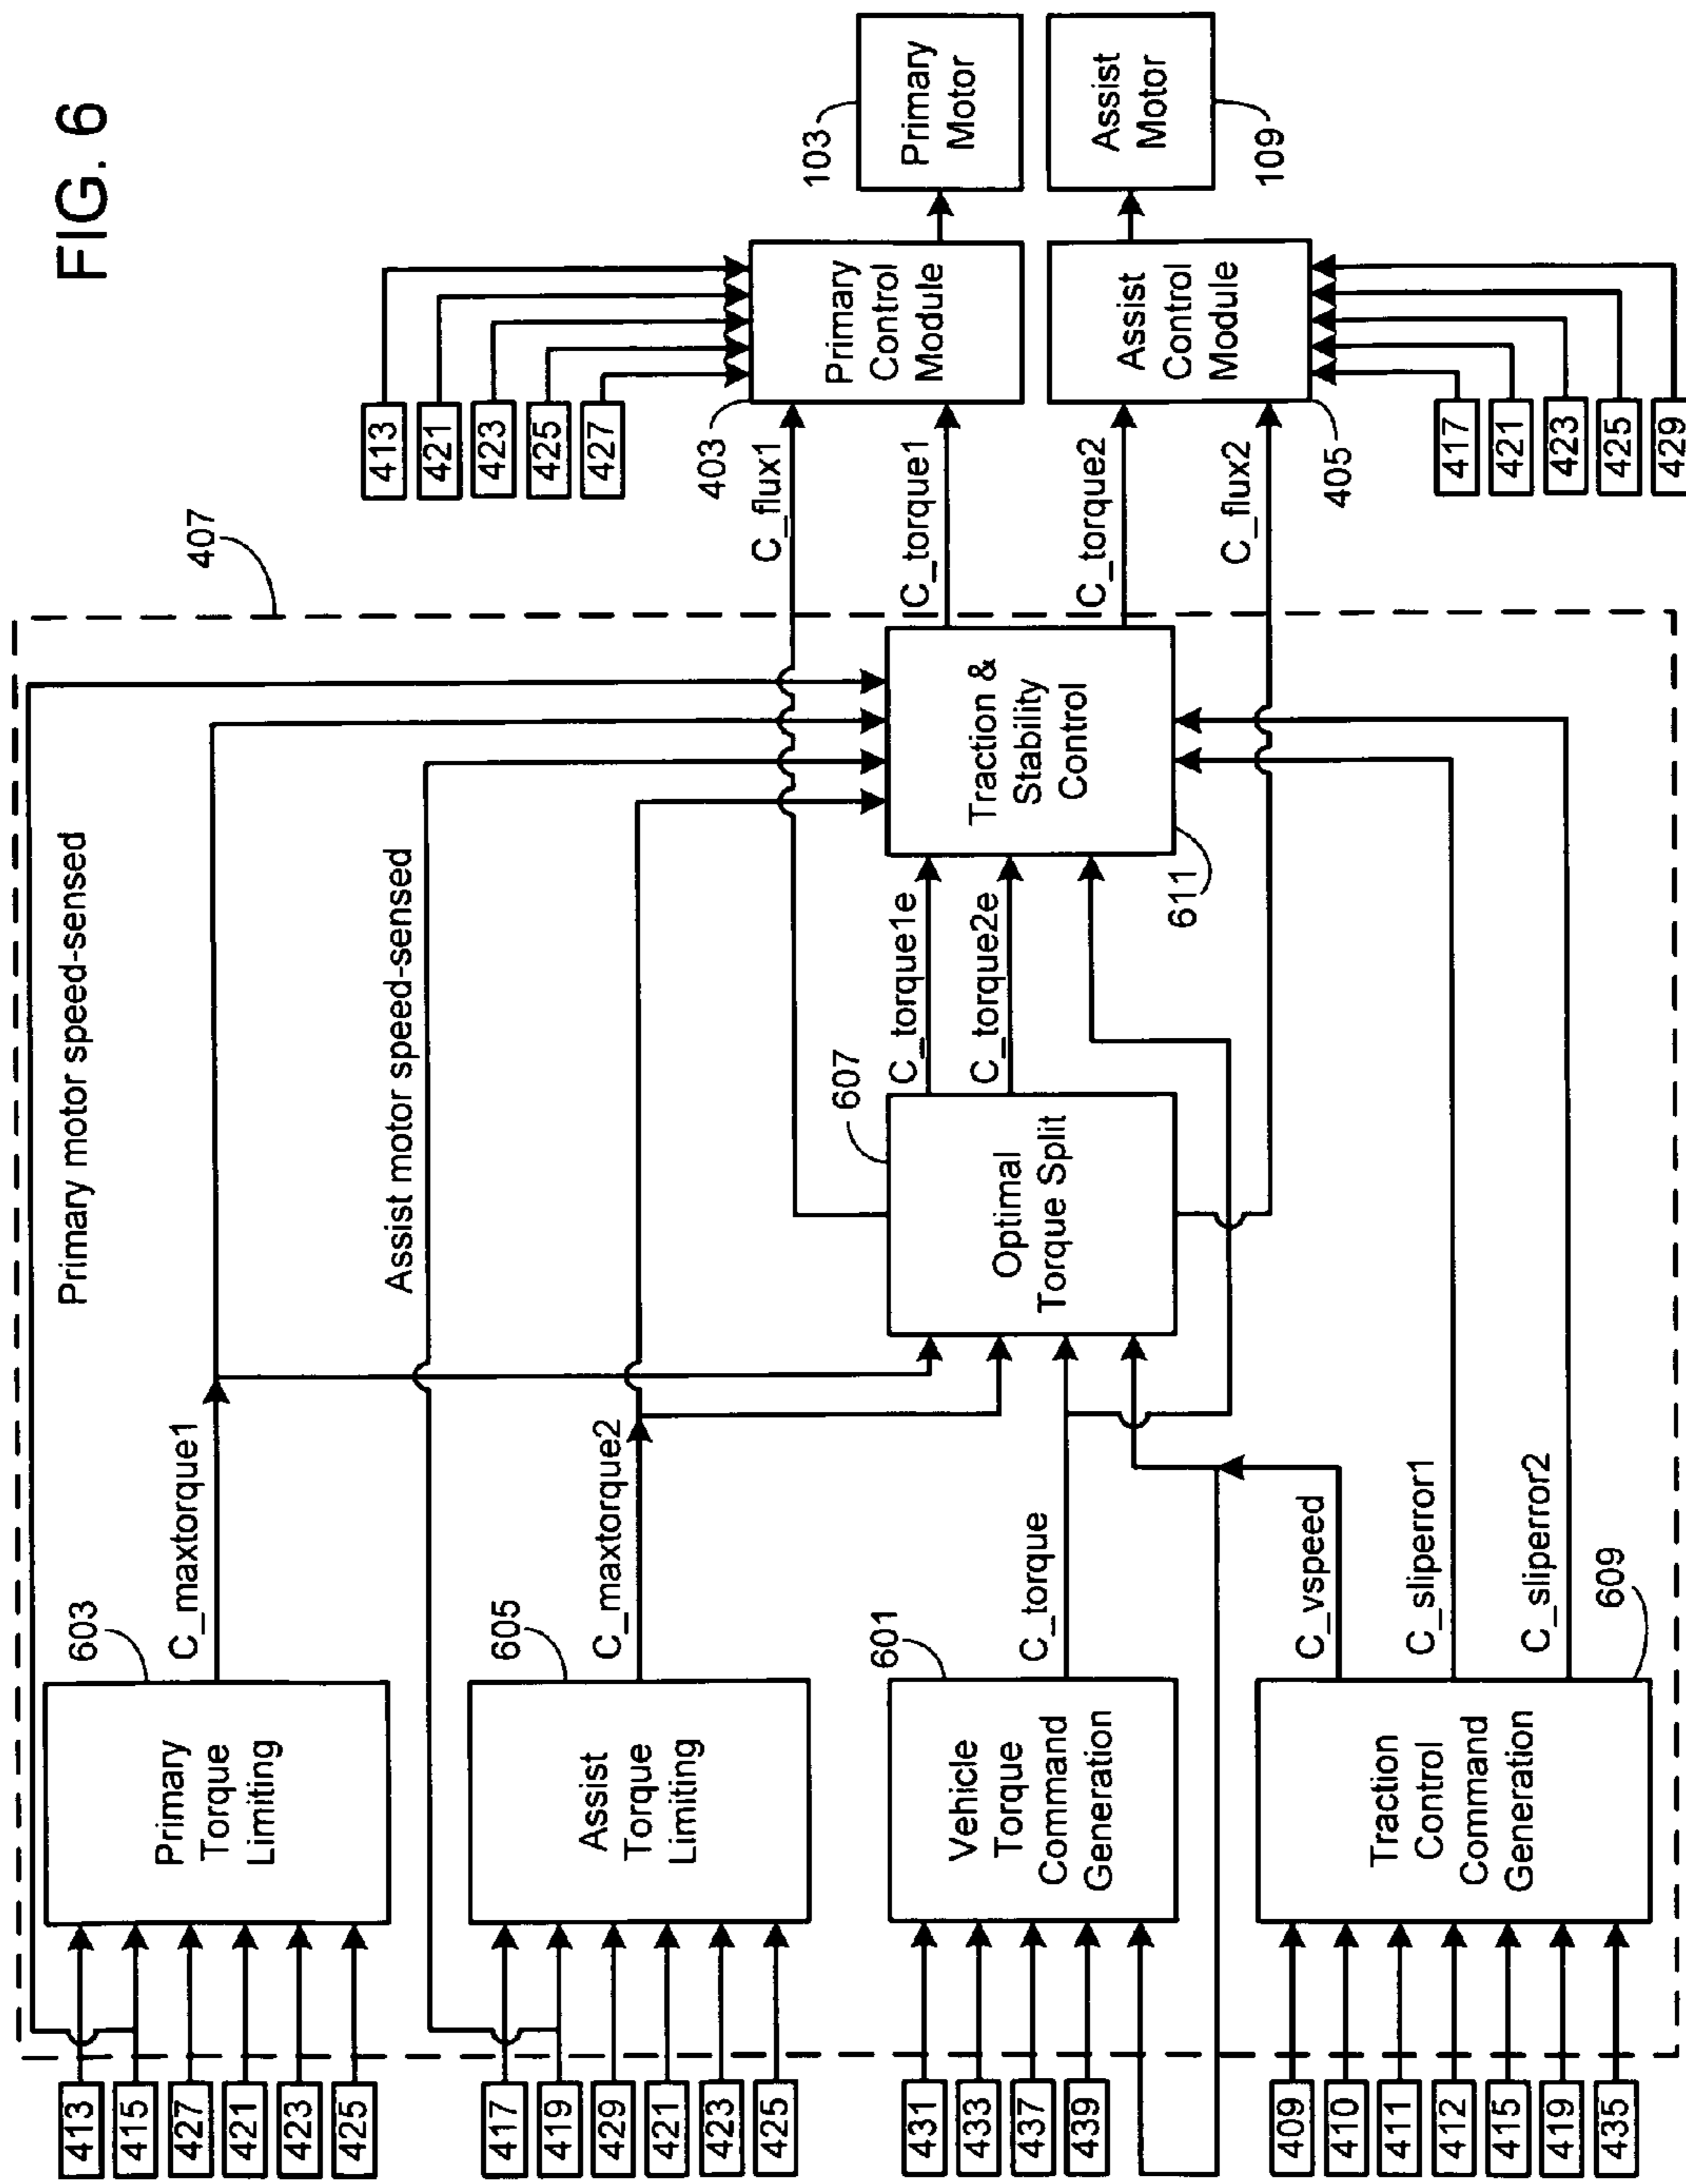 FIG. 6
407
Primary motor speed-sensed
413
415
427
421
423
425
603
Primary
Torque
Limiting
C_maxtorque1
Assist motor speed-sensed
417
419
429
421
423
425
605
Assist
Torque
Limiting
C_maxtorque2
431
433
437
439
601
Vehicle
Torque
Command
Generation
C_torque
409
410
411
412
415
419
435
609
Traction
Control
Command
Generation
C_vspeed
C_sliperror1
C_sliperror2
607
Optimal
Torque Split
C_torque1e
C_torque2e
611
Traction &
Stability
Control
C_flux1
C_torque1
C_torque2
C_flux2
413
421
423
425
427
403
Primary
Control
Module
103
Primary
Motor
405
Assist
Control
Module
109
Assist
Motor
417
421
423
425
429